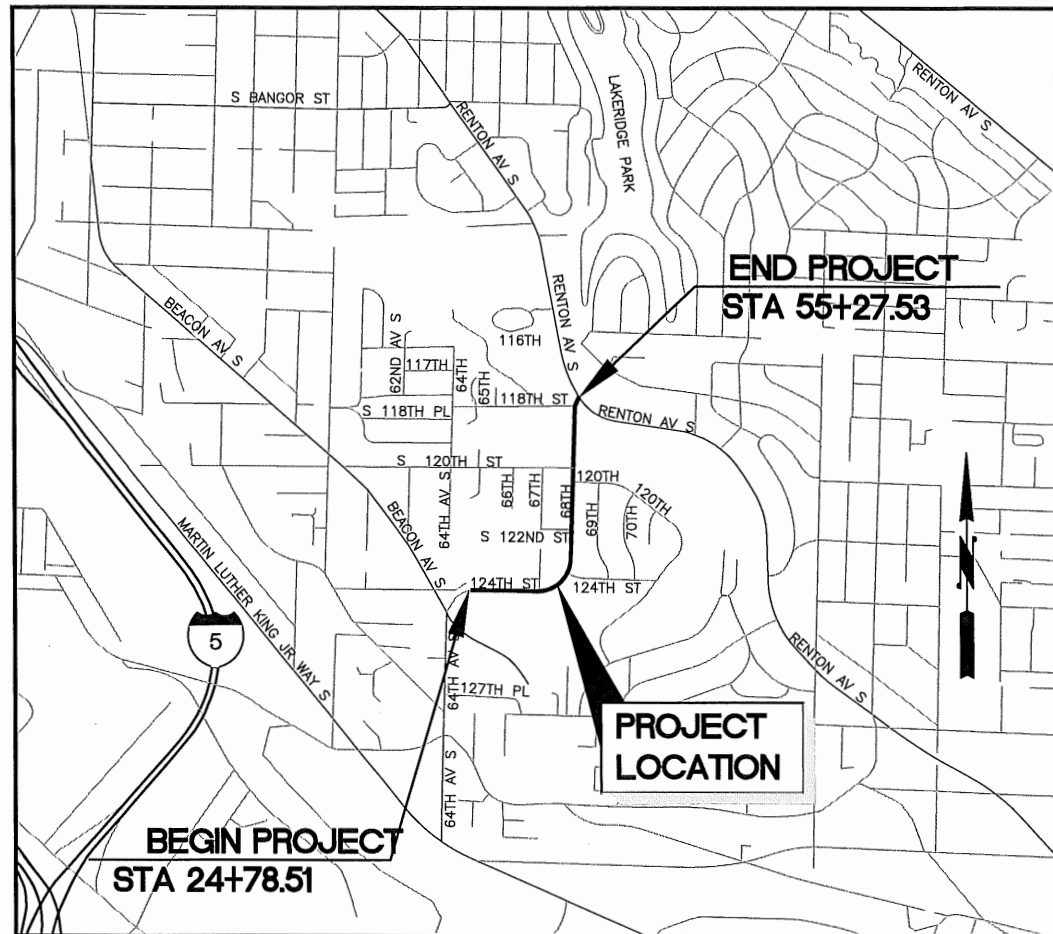 S BANGOR ST
RENTON AV S
LAKERIDGE PARK
RENTON AV S
END PROJECT
STA 55+27.53
RENTON AV S
BEACON AV S
116TH
62ND AV S
117TH
64TH
65TH
118TH ST
S 118TH PL
RENTON AV S
S 120TH ST
64TH AV S
66TH
67TH
68TH
120TH
120TH
69TH
70TH
S 122ND ST
BEACON AV S
124TH ST
124TH ST
N
MARTIN LUTHER KING JR WAY S
5
64TH AV S
127TH PL
RENTON AV S
PROJECT
LOCATION
64TH AV S
BEGIN PROJECT
STA 24+78.51